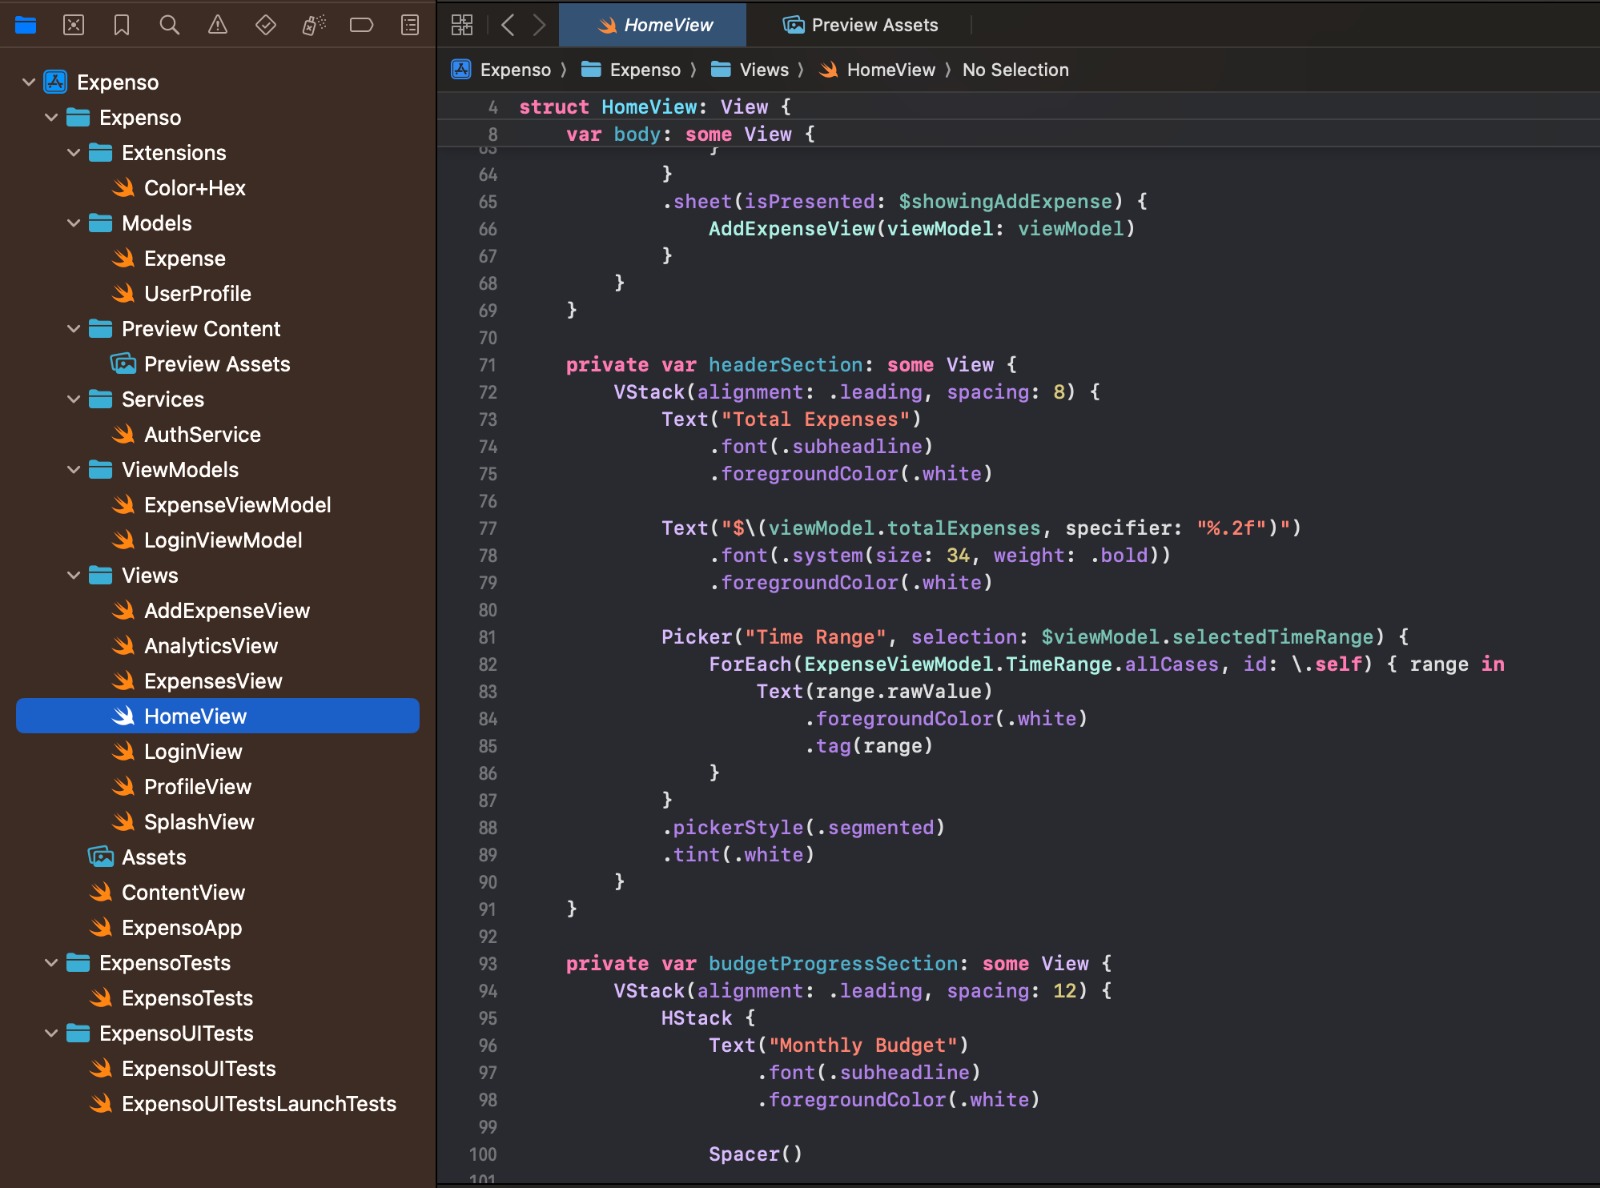 Expenso
Expenso
Extensions
Color+Hex
Models
Expense
UserProfile
Preview Content
Preview Assets
Services
AuthService
ViewModels
ExpenseViewModel
LoginViewModel
Views
AddExpenseView
AnalyticsView
ExpensesView
HomeView
LoginView
ProfileView
SplashView
Assets
ContentView
ExpensoApp
ExpensoTests
ExpensoTests
ExpensoUITests
ExpensoUITests
ExpensoUITestsLaunchTests
HomeView Preview Assets
Expenso 〉 Expenso 〉 Views 〉 HomeView 〉 No Selection
4 struct HomeView: View {
8     var body: some View {
63                 }
64             }
65             .sheet(isPresented: $showingAddExpense) {
66                 AddExpenseView(viewModel: viewModel)
67             }
68         }
69     }
70
71     private var headerSection: some View {
72         VStack(alignment: .leading, spacing: 8) {
73             Text("Total Expenses")
74                 .font(.subheadline)
75                 .foregroundColor(.white)
76
77             Text("$\(viewModel.totalExpenses, specifier: "%.2f")")
78                 .font(.system(size: 34, weight: .bold))
79                 .foregroundColor(.white)
80
81             Picker("Time Range", selection: $viewModel.selectedTimeRange) {
82                 ForEach(ExpenseViewModel.TimeRange.allCases, id: \.self) { range in
83                     Text(range.rawValue)
84                         .foregroundColor(.white)
85                         .tag(range)
86                 }
87             }
88             .pickerStyle(.segmented)
89             .tint(.white)
90         }
91     }
92
93     private var budgetProgressSection: some View {
94         VStack(alignment: .leading, spacing: 12) {
95             HStack {
96                 Text("Monthly Budget")
97                     .font(.subheadline)
98                     .foregroundColor(.white)
99
100                 Spacer()
101